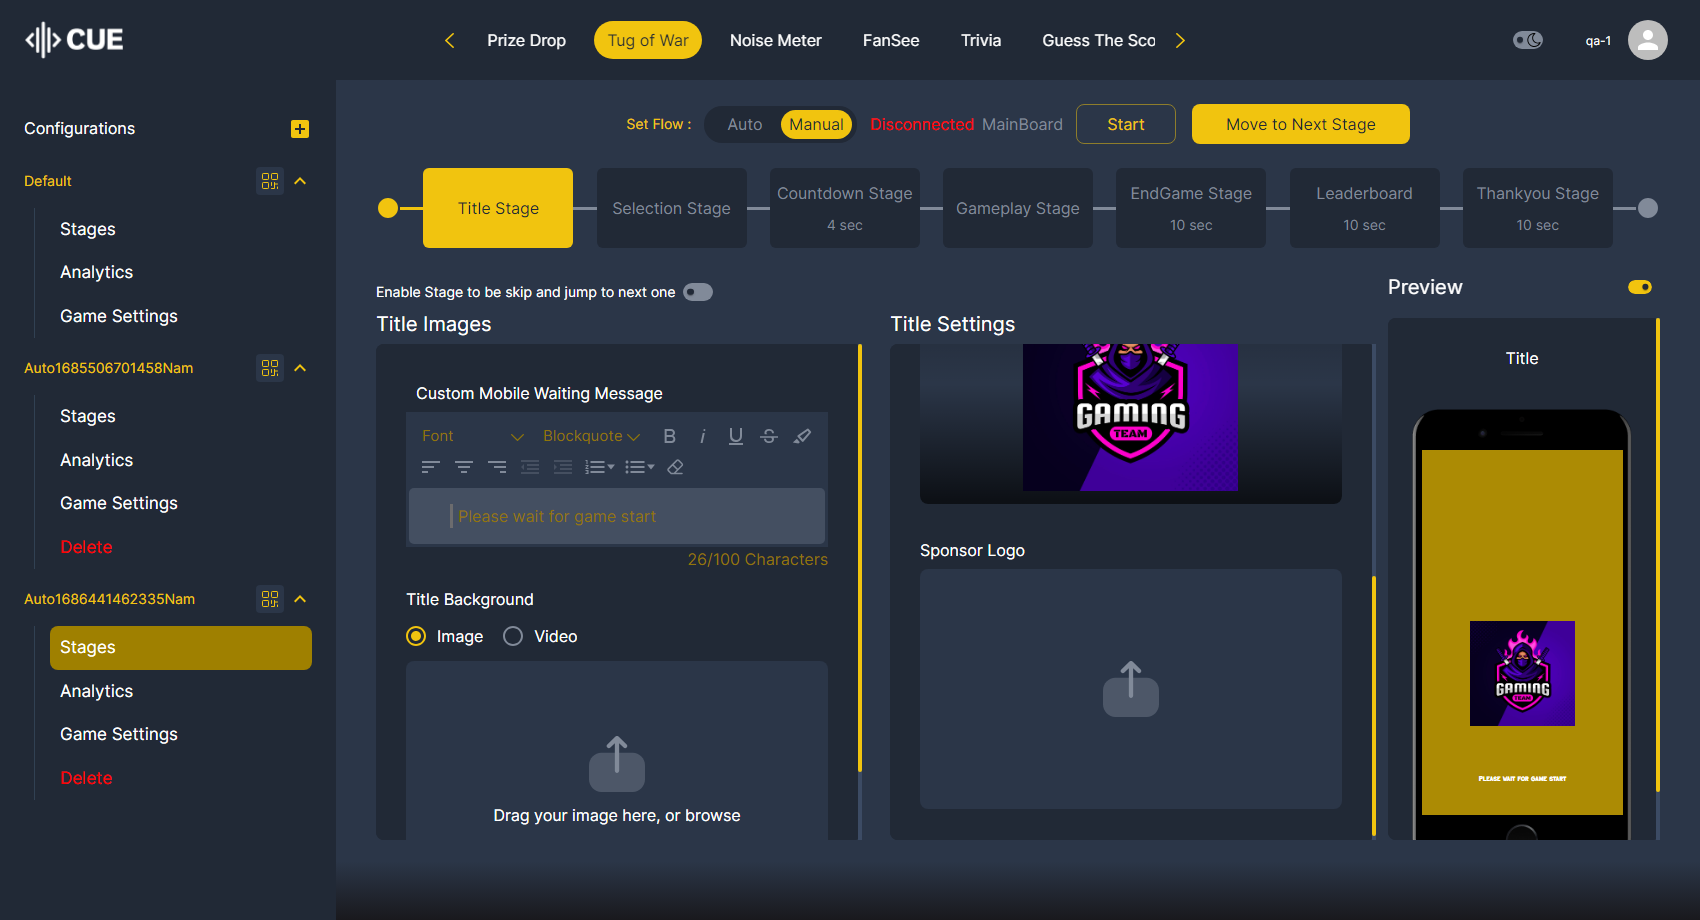 CUE
Prize Drop
Tug of War
Noise Meter
FanSee
Trivia
Guess The Sco
qa-1
Configurations
Default
Stages
Analytics
Game Settings
Auto1685506701458Nam
Stages
Analytics
Game Settings
Delete
Auto1686441462335Nam
Stages
Analytics
Game Settings
Delete
Set Flow :
Auto
Manual
Disconnected MainBoard
Start
Move to Next Stage
Title Stage
Selection Stage
Countdown Stage
4 sec
Gameplay Stage
EndGame Stage
10 sec
Leaderboard
10 sec
Thankyou Stage
10 sec
Enable Stage to be skip and jump to next one
Title Images
Custom Mobile Waiting Message
Font
Blockquote
B
i
U
S
Please wait for game start
26/100 Characters
Title Background
Image
Video
Drag your image here, or browse
Title Settings
GAMING
TEAM
Sponsor Logo
Preview
Title
GAMING
TEAM
PLEASE WAIT FOR GAME START